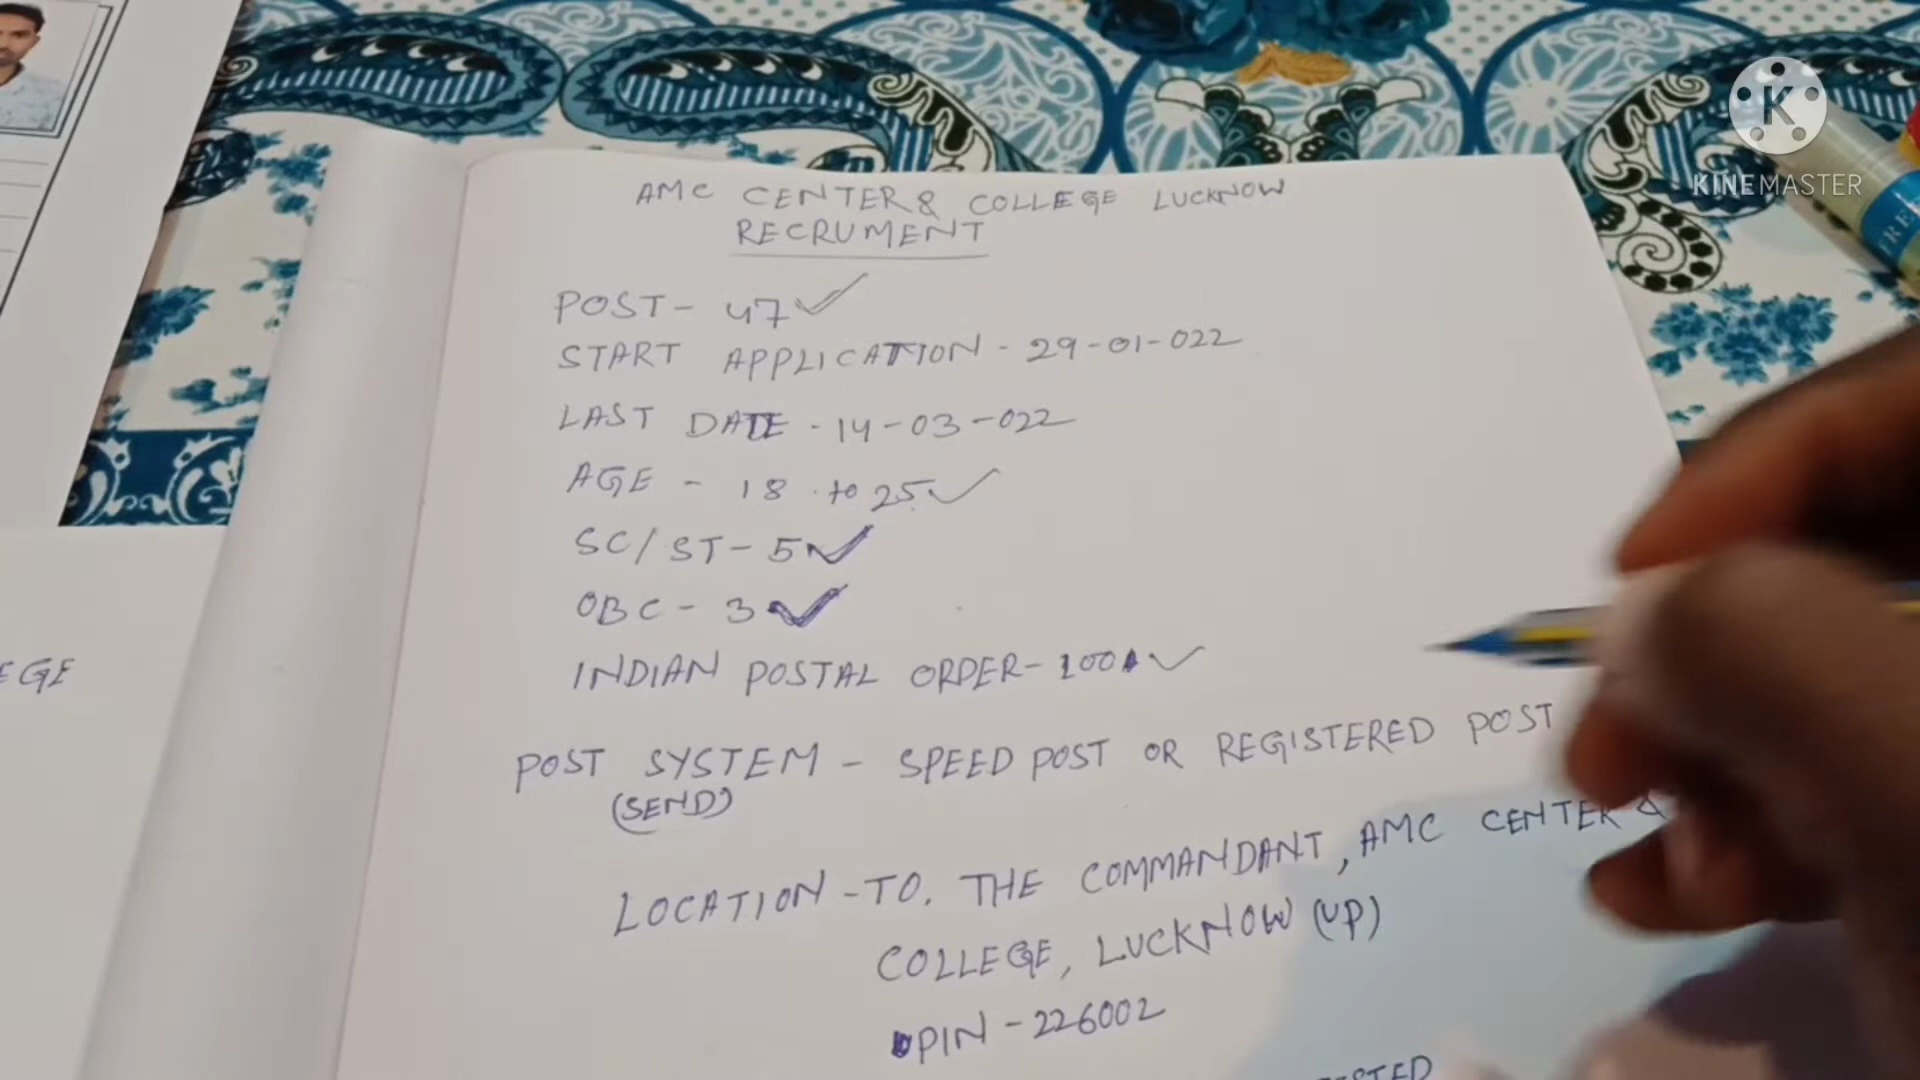 KINEMASTER
AMC CENTER & COLLEGE LUCKNOW
RECRUMENT
POST - 47
START APPLICATION - 29-01-022
LAST DATE - 14-03-022
AGE - 18 to 25
SC/ST - 5
OBC - 3
INDIAN POSTAL ORDER - 100
POST SYSTEM - SPEED POST OR REGISTERED POST
(SEND)
LOCATION - TO. THE COMMANDANT, AMC CENTER &
COLLEGE, LUCKNOW (UP)
PIN - 226002
EGE